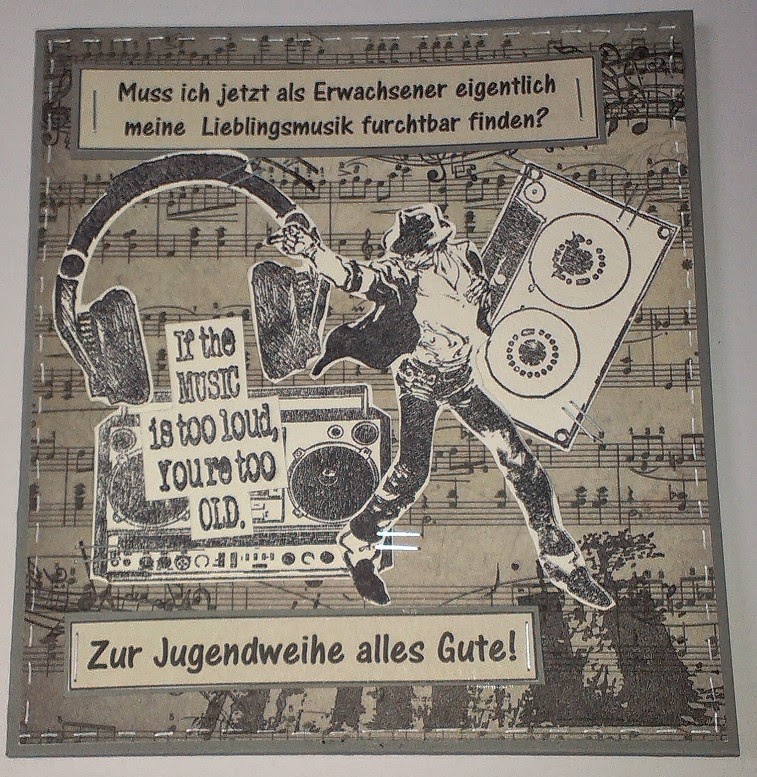 Muss ich jetzt als Erwachsener eigentlich
meine Lieblingsmusik furchtbar finden?
If the
MUSIC
is too loud,
you're too
OLD.
Zur Jugendweihe alles Gute!